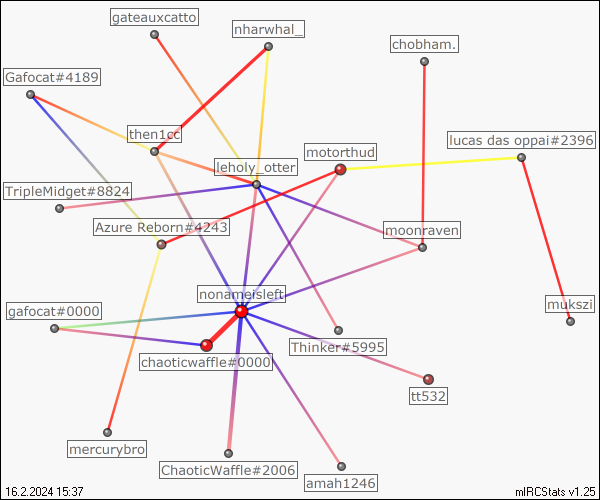 gateauxcatto
nharwhal_
chobham.
Gafocat#4189
then1cc
lucas das oppai#2396
motorthud
leholy_otter
TripleMidget#8824
Azure Reborn#4243
moonraven
nonameisleft
gafocat#0000
mukszi
Thinker#5995
chaoticwaffle#0000
tt532
mercurybro
ChaoticWaffle#2006
amah1246
16.2.2024 15:37
mIRCStats v1.25